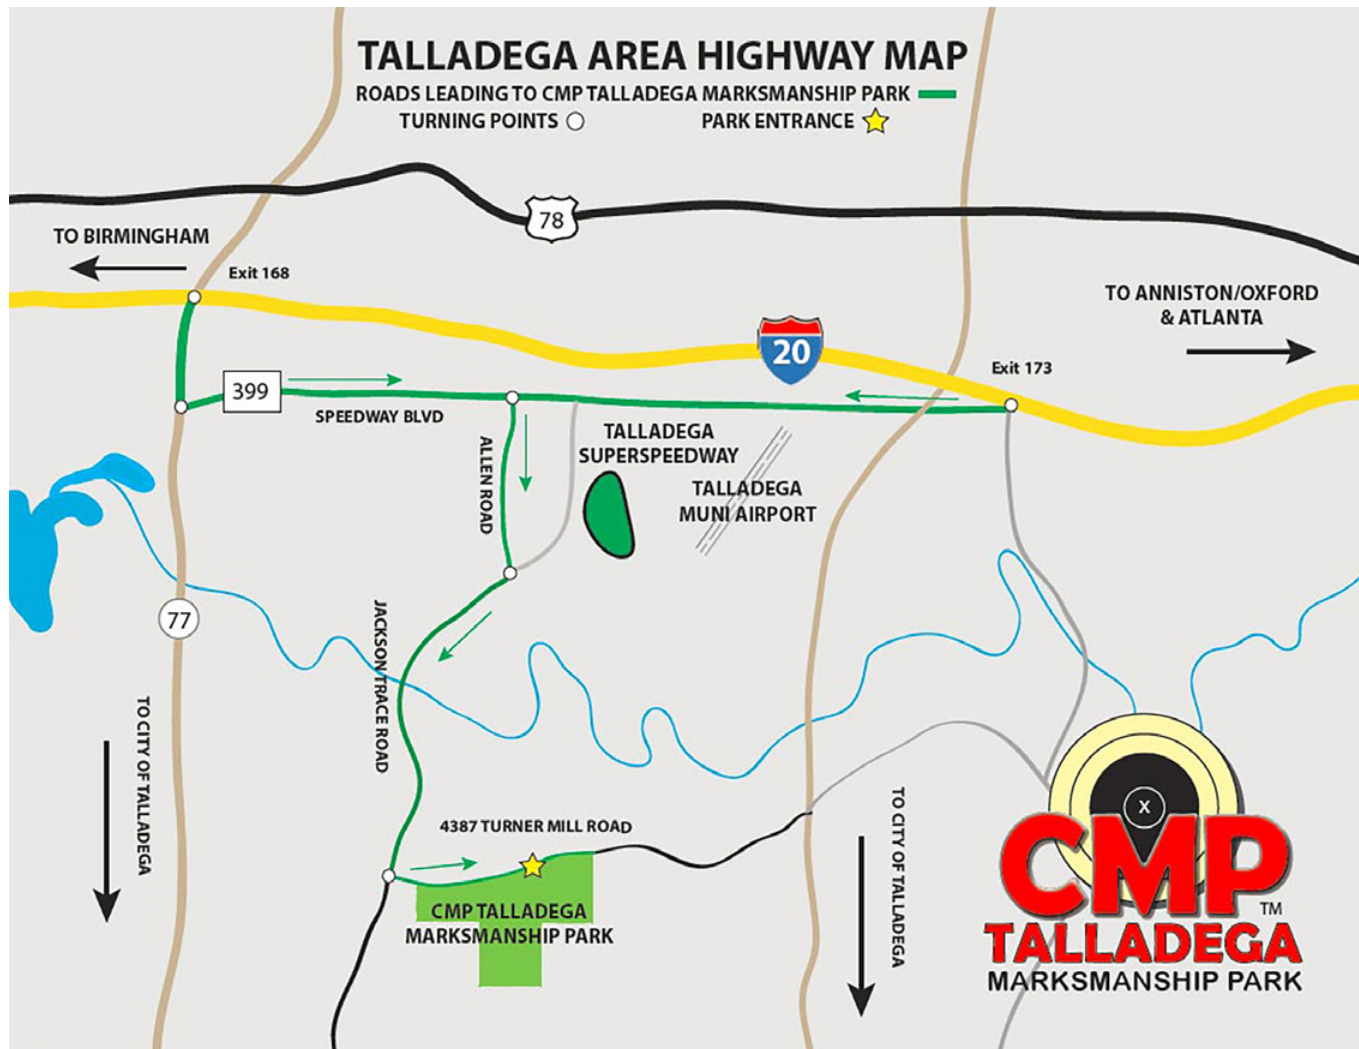 TALLADEGA AREA HIGHWAY MAP
ROADS LEADING TO CMP TALLADEGA MARKSMANSHIP PARK
TURNING POINTS
PARK ENTRANCE
78
TO BIRMINGHAM
Exit 168
TO ANNISTON/OXFORD
& ATLANTA
20
Exit 173
399
SPEEDWAY BLVD
ALLEN ROAD
TALLADEGA
SUPERSPEEDWAY
TALLADEGA
MUNI AIRPORT
77
JACKSON TRACE ROAD
TO CITY OF TALLADEGA
4387 TURNER MILL ROAD
TO CITY OF TALLADEGA
CMP TALLADEGA
MARKSMANSHIP PARK
X
CMP
TM
TALLADEGA
MARKSMANSHIP PARK